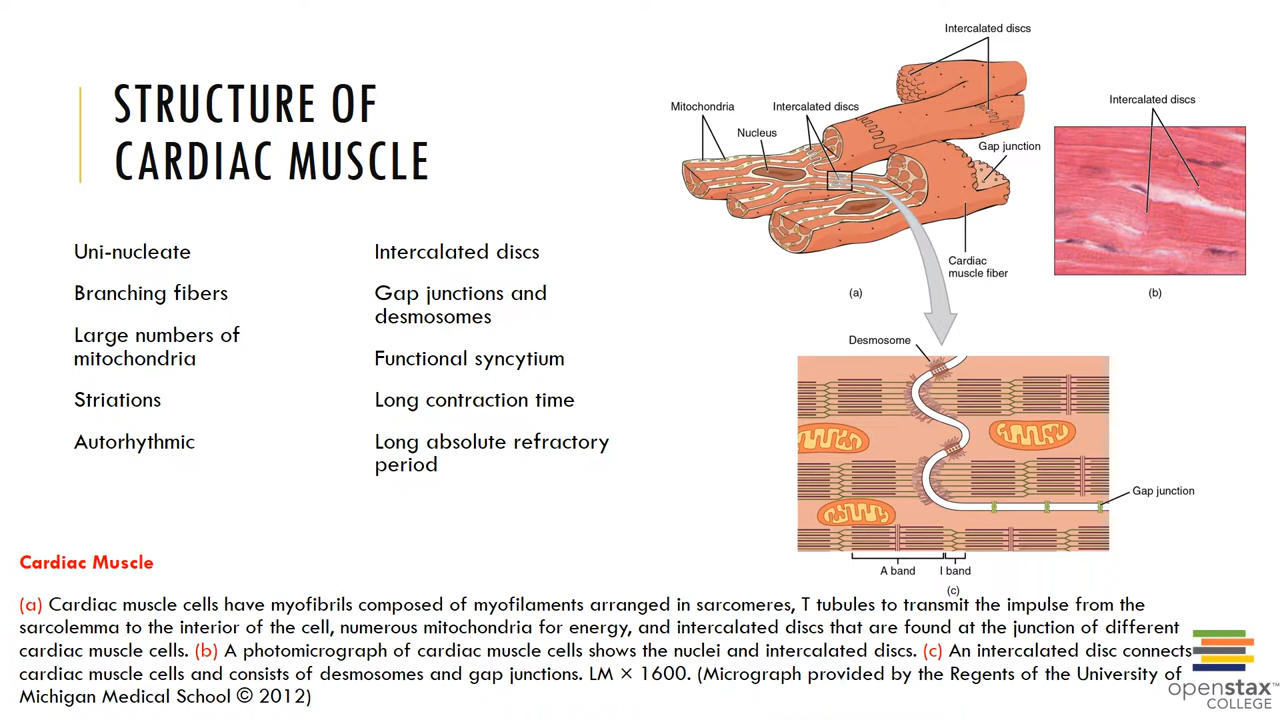 STRUCTURE OF
CARDIAC MUSCLE
Uni-nucleate
Branching fibers
Large numbers of
mitochondria
Striations
Autorhythmic
Intercalated discs
Gap junctions and
desmosomes
Functional syncytium
Long contraction time
Long absolute refractory
period
Intercalated discs
Mitochondria
Intercalated discs
Nucleus
Gap junction
Cardiac
muscle fiber
(a)
Intercalated discs
(b)
Desmosome
Gap junction
A band
I band
(c)
Cardiac Muscle
(a) Cardiac muscle cells have myofibrils composed of myofilaments arranged in sarcomeres, T tubules to transmit the impulse from the
sarcolemma to the interior of the cell, numerous mitochondria for energy, and intercalated discs that are found at the junction of different
cardiac muscle cells. (b) A photomicrograph of cardiac muscle cells shows the nuclei and intercalated discs. (c) An intercalated disc connects
cardiac muscle cells and consists of desmosomes and gap junctions. LM × 1600. (Micrograph provided by the Regents of the University of
Michigan Medical School © 2012)
openstax™
COLLEGE